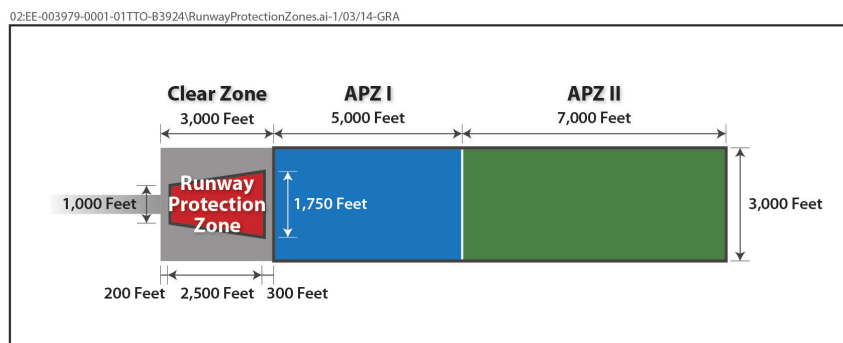 02:EE-003979-0001-01TTO-B3924\RunwayProtectionZones.ai-1/03/14-GRA
Clear Zone
APZ I
APZ II
3,000 Feet
5,000 Feet
7,000 Feet
1,000 Feet
Runway
Protection
Zone
1,750 Feet
3,000 Feet
200 Feet
2,500 Feet
300 Feet